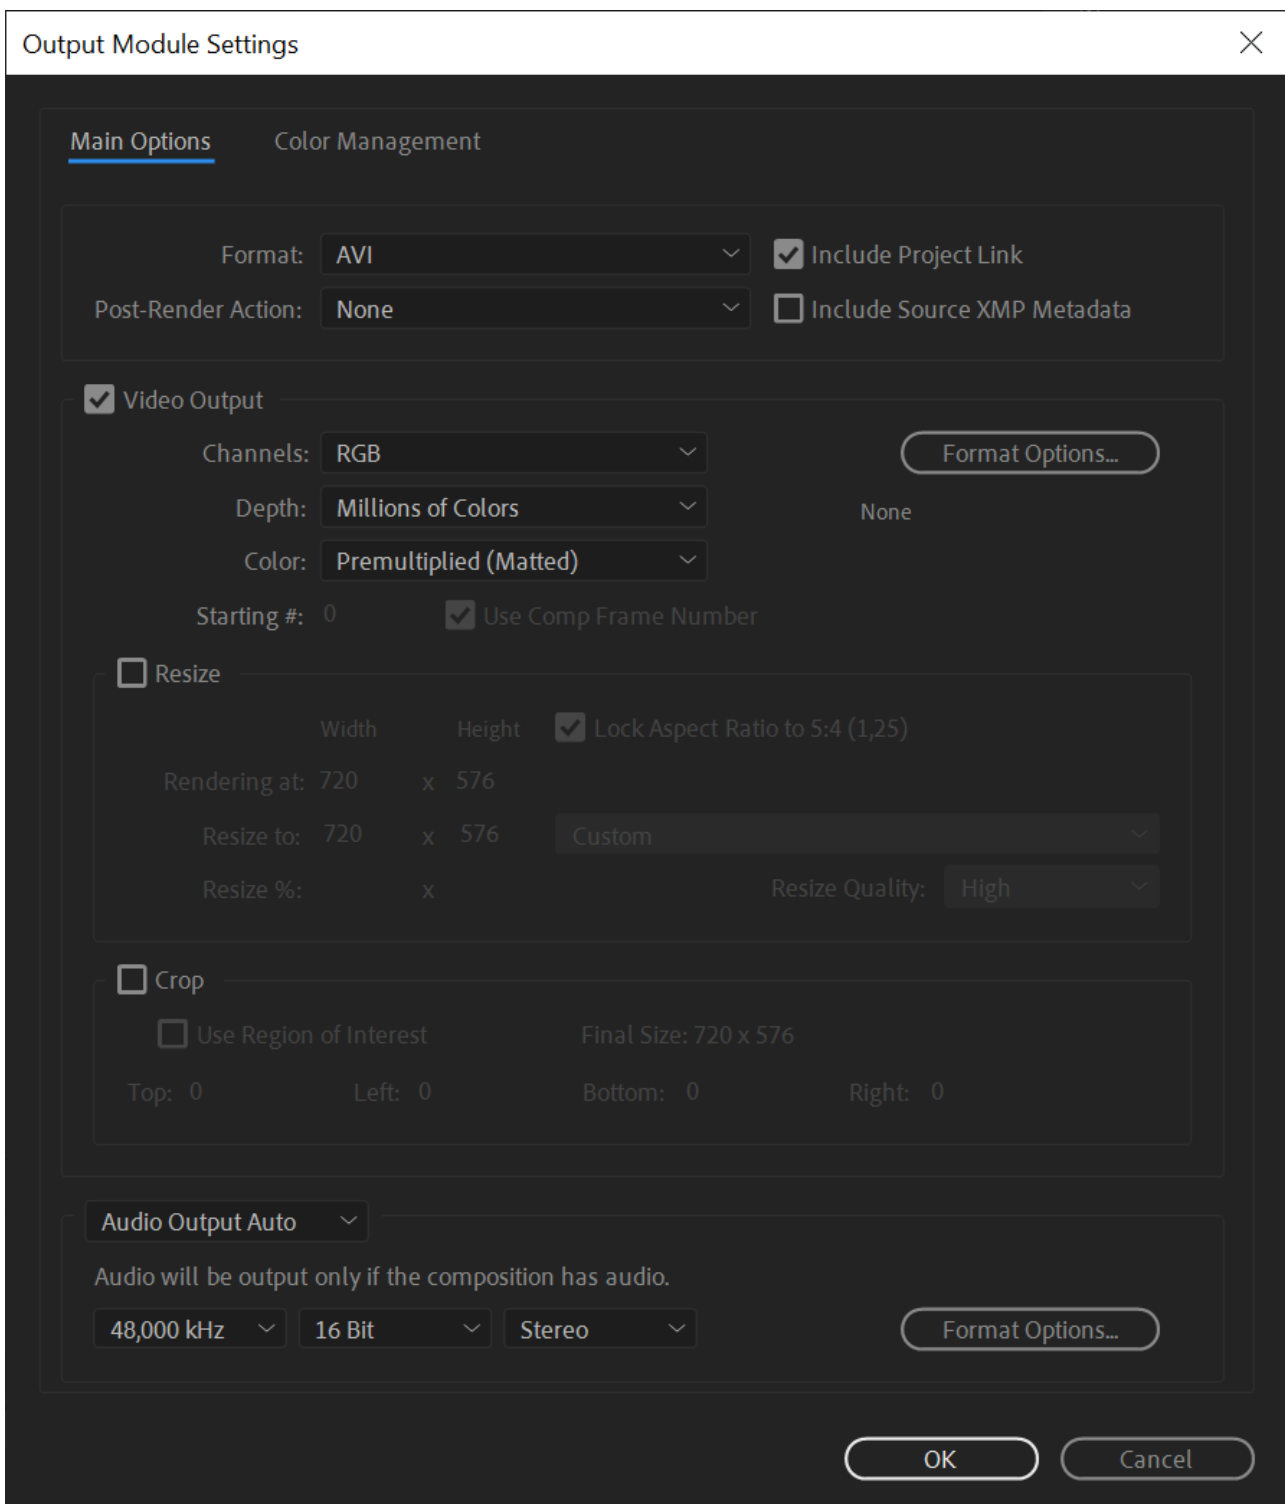 Output Module Settings
Main Options Color Management
Format: AVI Include Project Link
Post-Render Action: None Include Source XMP Metadata
Video Output
Channels: RGB Format Options...
Depth: Millions of Colors None
Color: Premultiplied (Matted)
Starting #: 0 Use Comp Frame Number
Resize
Width Height Lock Aspect Ratio to 5:4 (1,25)
Rendering at: 720 x 576
Resize to: 720 x 576 Custom
Resize %: x Resize Quality: High
Crop
Use Region of Interest Final Size: 720 x 576
Top: 0 Left: 0 Bottom: 0 Right: 0
Audio Output Auto
Audio will be output only if the composition has audio.
48,000 kHz 16 Bit Stereo Format Options...
OK Cancel